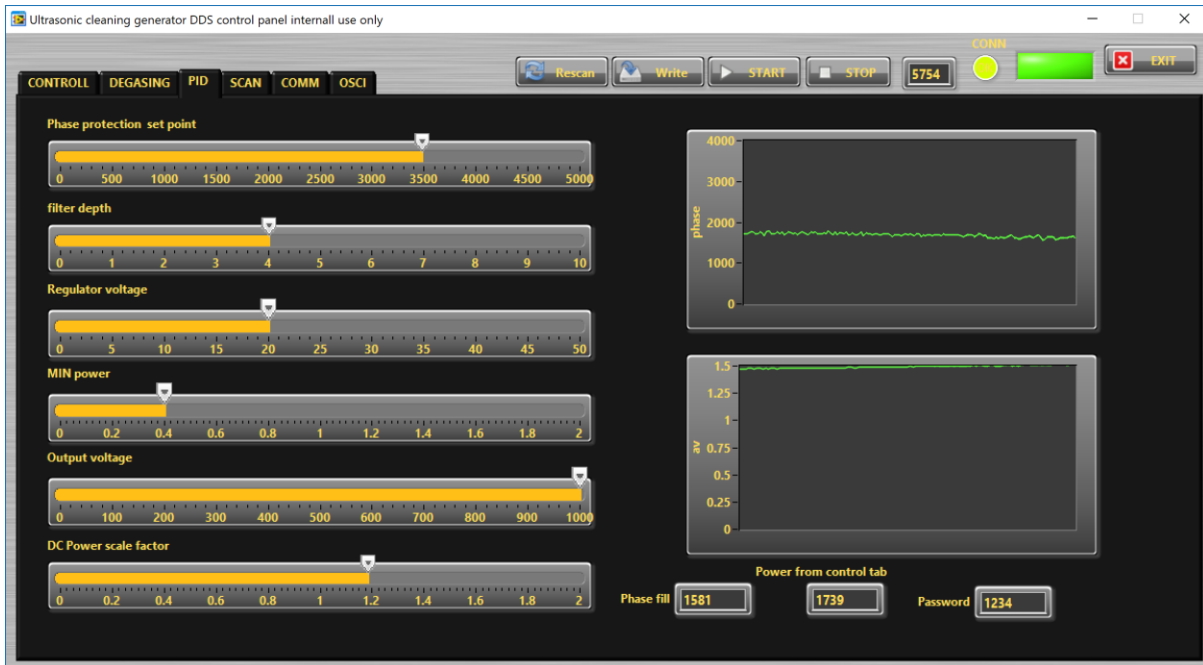 Ultrasonic cleaning generator DDS control panel internall use only
CONN
Rescan Write START STOP 5754 EXIT
CONTROLL DEGASING PID SCAN COMM OSCI
Phase protection set point
0 500 1000 1500 2000 2500 3000 3500 4000 4500 5000
filter depth
0 1 2 3 4 5 6 7 8 9 10
Regulator voltage
0 5 10 15 20 25 30 35 40 45 50
MIN power
0 0.2 0.4 0.6 0.8 1 1.2 1.4 1.6 1.8 2
Output voltage
0 100 200 300 400 500 600 700 800 900 1000
DC Power scale factor
0 0.2 0.4 0.6 0.8 1 1.2 1.4 1.6 1.8 2
4000
3000
2000
1000
0
phase
1.5
1.25
1
0.75
0.5
0.25
0
av
Power from control tab
Phase fill 1581 1739 Password 1234